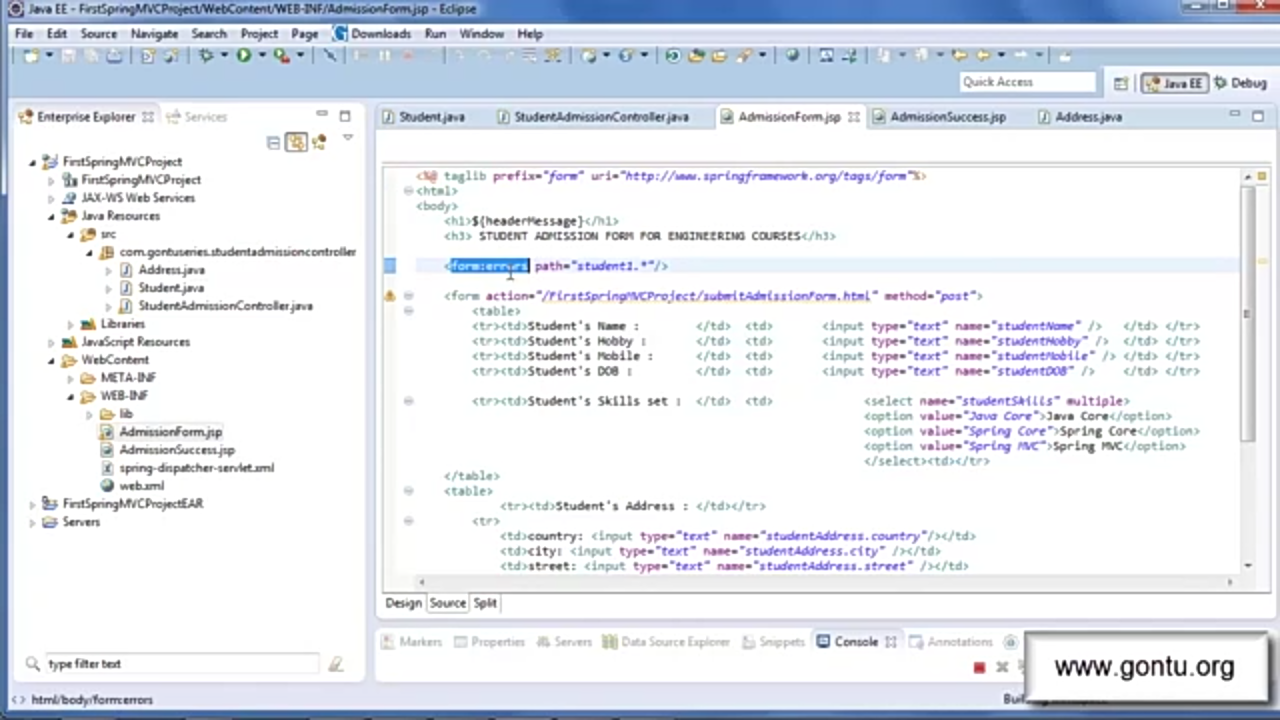 Java EE - FirstSpringMVCProject/WebContent/WEB-INF/AdmissionForm.jsp - Eclipse
File Edit Source Navigate Search Project Page Downloads Run Window Help
Quick Access Java EE Debug
Enterprise Explorer Services
FirstSpringMVCProject
FirstSpringMVCProject
JAX-WS Web Services
Java Resources
src
com.gontuseries.studentadmissioncontroller
Address.java
Student.java
StudentAdmissionController.java
Libraries
JavaScript Resources
WebContent
META-INF
WEB-INF
lib
AdmissionForm.jsp
AdmissionSuccess.jsp
spring-dispatcher-servlet.xml
web.xml
FirstSpringMVCProjectEAR
Servers
type filter text
Student.java StudentAdmissionController.java AdmissionForm.jsp AdmissionSuccess.jsp Address.java
<%@ taglib prefix="form" uri="http://www.springframework.org/tags/form"%>
<html>
<body>
<h1>${headerMessage}</h1>
<h3> STUDENT ADMISSION FORM FOR ENGINEERING COURSES</h3>
<form:errors path="student1.*"/>
<form action="/FirstSpringMVCProject/submitAdmissionForm.html" method="post">
<table>
<tr><td>Student's Name : </td> <td> <input type="text" name="studentName" /> </td> </tr>
<tr><td>Student's Hobby : </td> <td> <input type="text" name="studentHobby" /> </td> </tr>
<tr><td>Student's Mobile : </td> <td> <input type="text" name="studentMobile" /> </td> </tr>
<tr><td>Student's DOB : </td> <td> <input type="text" name="studentDOB" /> </td> </tr>
<tr><td>Student's Skills set : </td> <td> <select name="studentSkills" multiple>
<option value="Java Core">Java Core</option>
<option value="Spring Core">Spring Core</option>
<option value="Spring MVC">Spring MVC</option>
</select><td></tr>
</table>
<table>
<tr><td>Student's Address : </td></tr>
<tr>
<td>country: <input type="text" name="studentAddress.country"/></td>
<td>city: <input type="text" name="studentAddress.city" /></td>
<td>street: <input type="text" name="studentAddress.street" /></td>
Design Source Split
Markers Properties Servers Data Source Explorer Snippets Console Annotations
www.gontu.org
html/body/form:errors